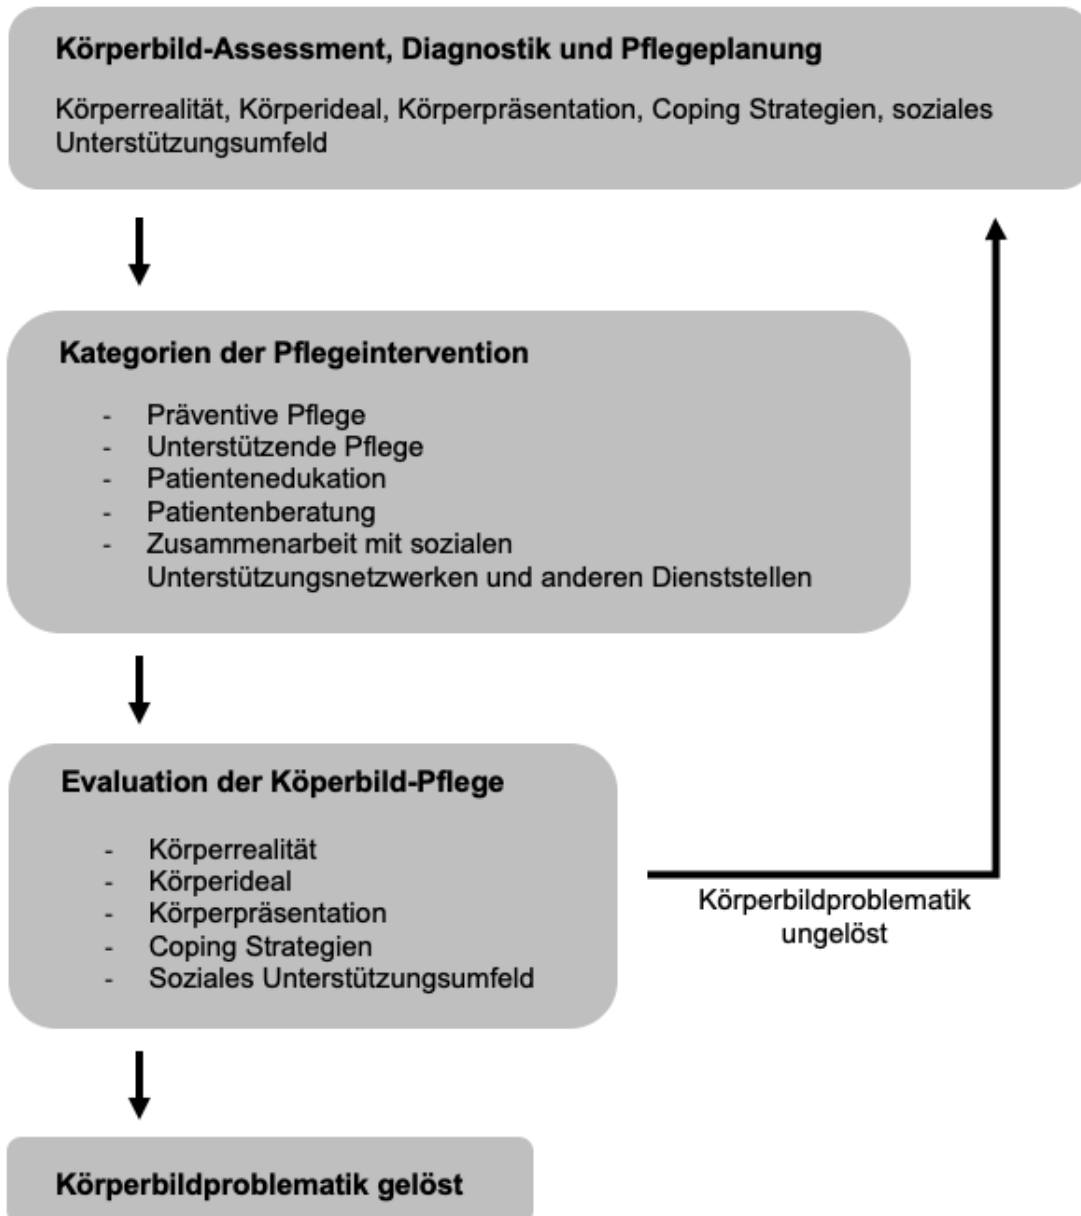 Körperbild-Assessment, Diagnostik und Pflegeplanung
Körperrealität, Körperideal, Körperpräsentation, Coping Strategien, soziales
Unterstützungsumfeld
Kategorien der Pflegeintervention
- Präventive Pflege
- Unterstützende Pflege
- Patientenedukation
- Patientenberatung
- Zusammenarbeit mit sozialen
Unterstützungsnetzwerken und anderen Dienststellen
Evaluation der Köperbild-Pflege
- Körperrealität
- Körperideal
- Körperpräsentation
- Coping Strategien
- Soziales Unterstützungsumfeld
Körperbildproblematik
ungelöst
Körperbildproblematik gelöst